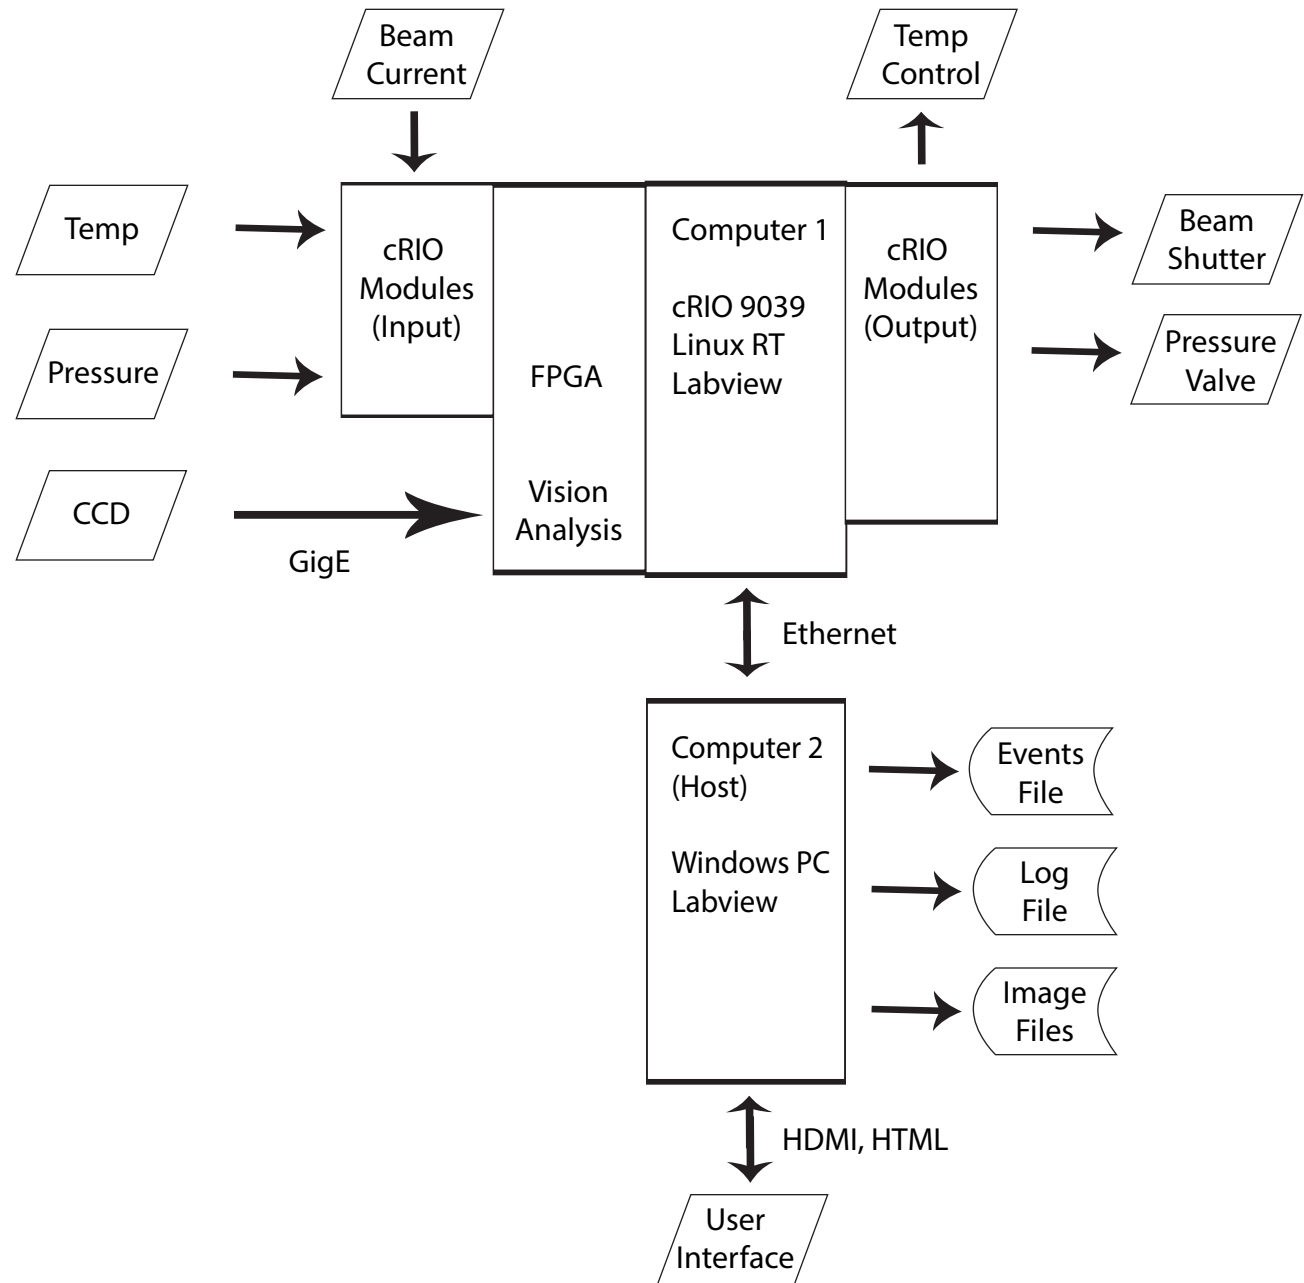 Beam
Current
Temp
Control
Temp
Pressure
CCD
GigE
cRIO
Modules
(Input)
FPGA
Vision
Analysis
Computer 1
cRIO 9039
Linux RT
Labview
cRIO
Modules
(Output)
Beam
Shutter
Pressure
Valve
Ethernet
Computer 2
(Host)
Windows PC
Labview
Events
File
Log
File
Image
Files
HDMI, HTML
User
Interface